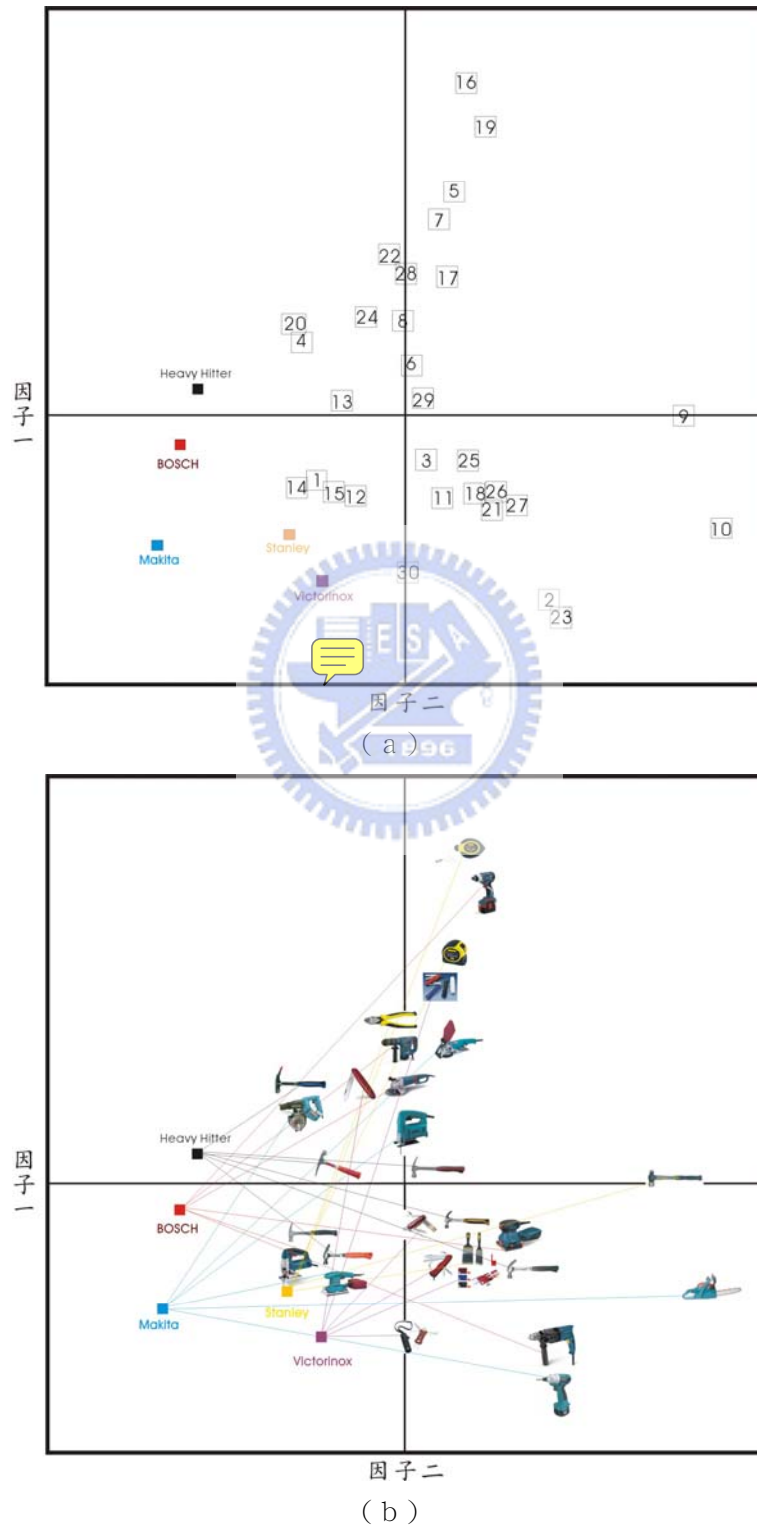 16
19
5
7
22
28
17
20
24
8
4
6
Heavy Hitter
13
29
因子一
9
BOSCH
3
25
14
1
15
12
11
18
26
21
27
10
Stanley
Makita
30
Victorinox
2
23
E S A
因子二
1896
( a )
Heavy Hitter
因子一
BOSCH
Stanley
Makita
Victorinox
因子二
( b )